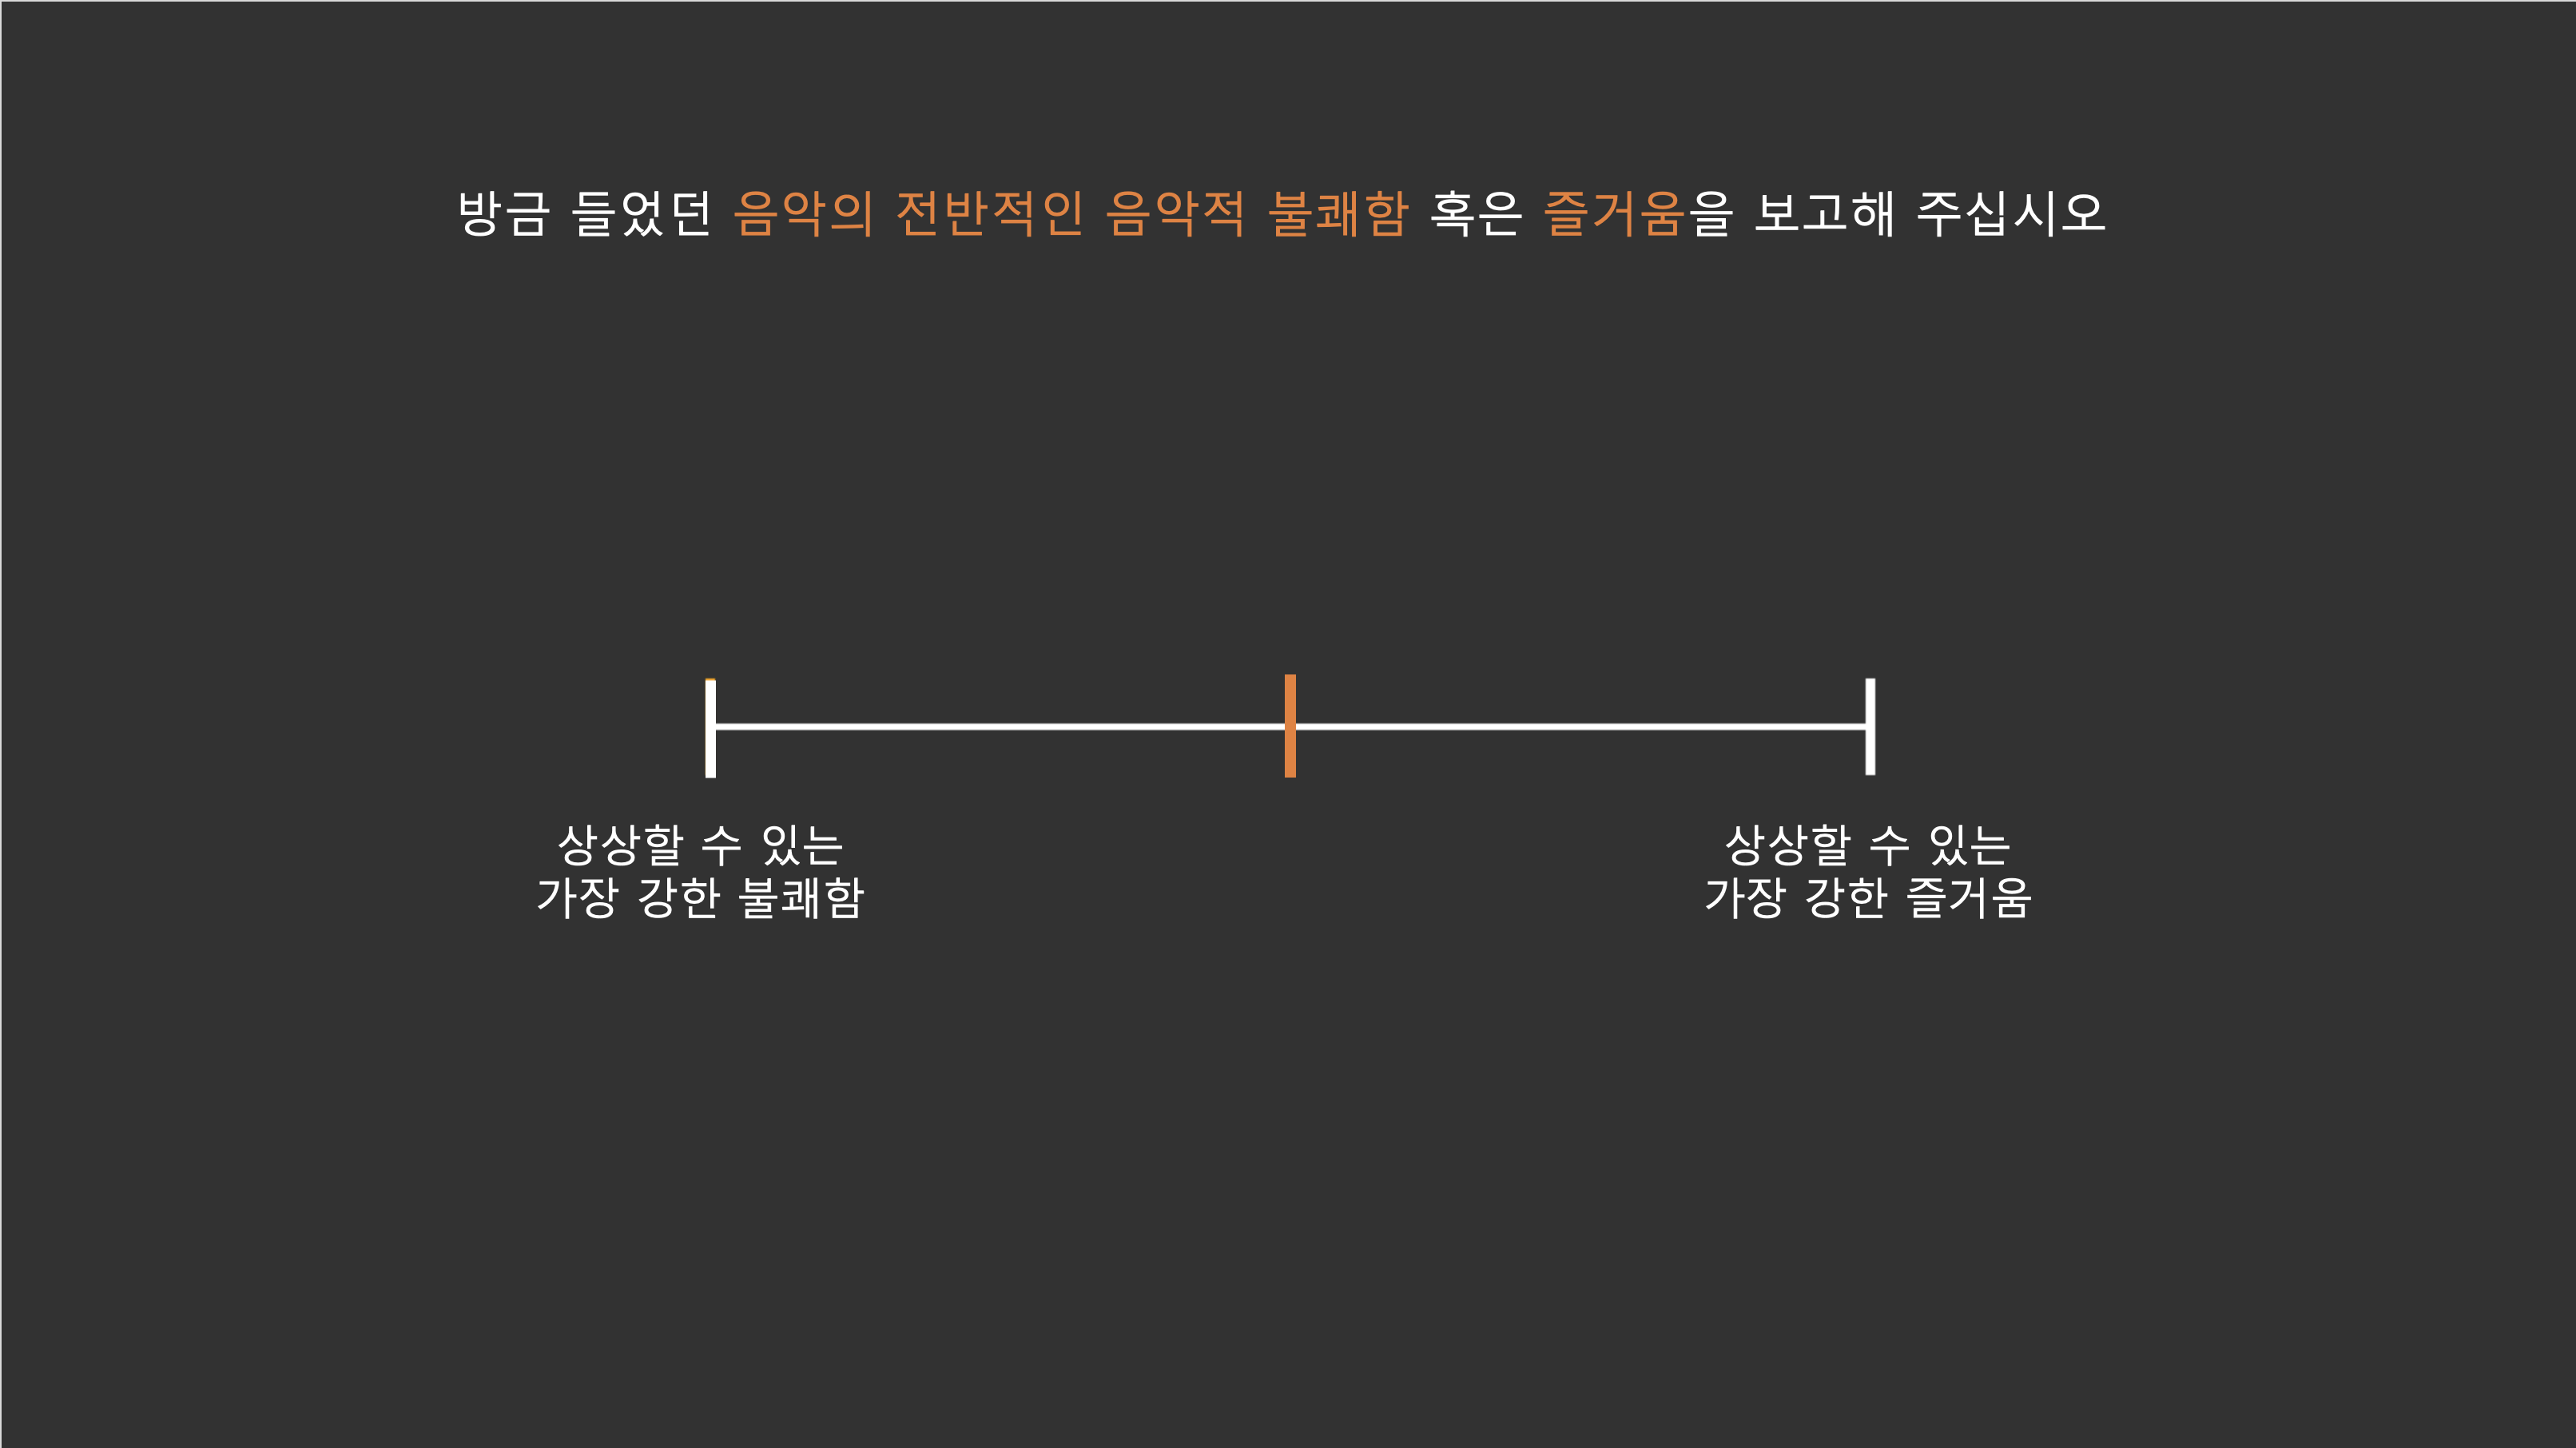 방금 들었던 음악의 전반적인 음악적 불쾌함 혹은 즐거움을 보고해 주십시오
상상할 수 있는
가장 강한 불쾌함
상상할 수 있는
가장 강한 즐거움